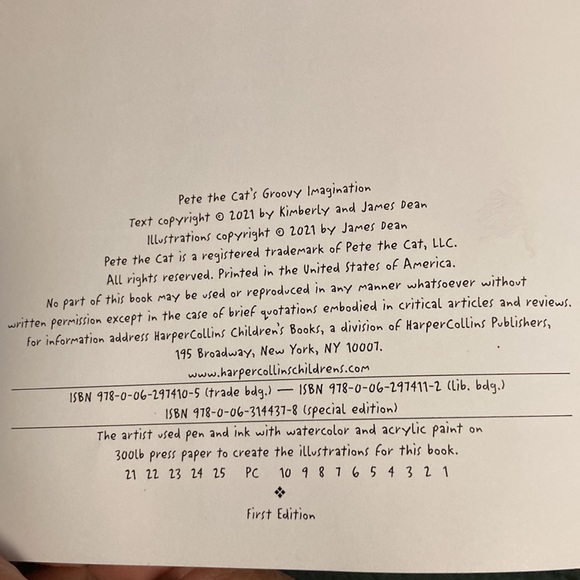 Pete the Cat's Groovy Imagination
Text copyright © 2021 by Kimberly and James Dean
Illustrations copyright © 2021 by James Dean
Pete the Cat is a registered trademark of Pete the Cat, LLC.
All rights reserved. Printed in the United States of America.
No part of this book may be used or reproduced in any manner whatsoever without
written permission except in the case of brief quotations embodied in critical articles and reviews.
For information address HarperCollins Children's Books, a division of HarperCollins Publishers,
195 Broadway, New York, NY 10007.
www.harpercollinschildrens.com
ISBN 978-0-06-297410-5 (trade bdg.) — ISBN 978-0-06-297411-2 (lib. bdg.)
ISBN 978-0-06-314437-8 (special edition)
The artist used pen and ink with watercolor and acrylic paint on
300lb press paper to create the illustrations for this book.
21 22 23 24 25 PC 10 9 8 7 6 5 4 3 2 1
❖
First Edition